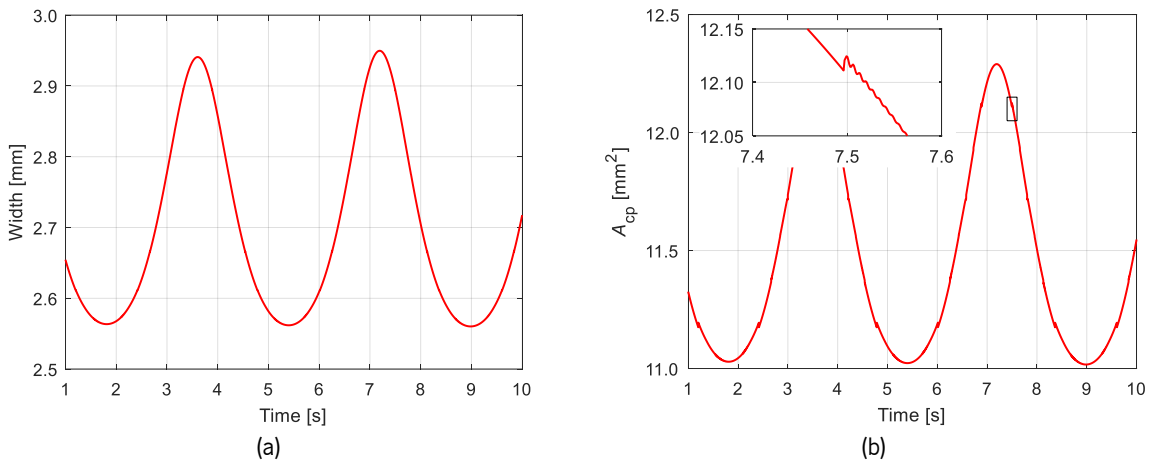 3.0
2.9
2.8
2.7
2.6
2.5
Width [mm]
1 2 3 4 5 6 7 8 9 10
Time [s]
(a)
12.5
12.0
11.5
11.0
A_cp [mm²]
12.15
12.10
12.05
7.4 7.5 7.6
1 2 3 4 5 6 7 8 9 10
Time [s]
(b)